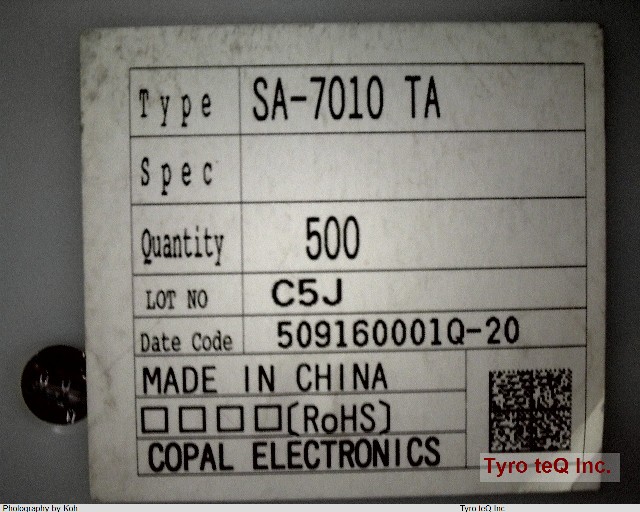 Type SA-7010 TA
Spec
Quantity 500
LOT NO C5J
Date Code 509160001Q-20
MADE IN CHINA
□□□□(RoHS)
COPAL ELECTRONICS
Tyro teQ Inc.
Photography by Koh Tyro teQ Inc